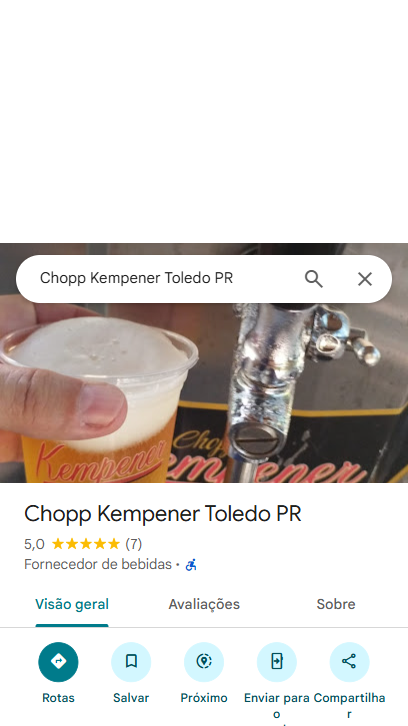 Chopp Kempener Toledo PR
Chopp
Kempener
Kempener
Chopp Kempener Toledo PR
5,0 (7)
Fornecedor de bebidas ·
Visão geral Avaliações Sobre
Rotas Salvar Próximo Enviar para Compartilha
o r